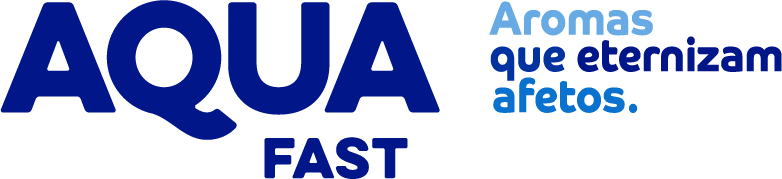 AQUA
FAST
Aromas
que eternizam
afetos.